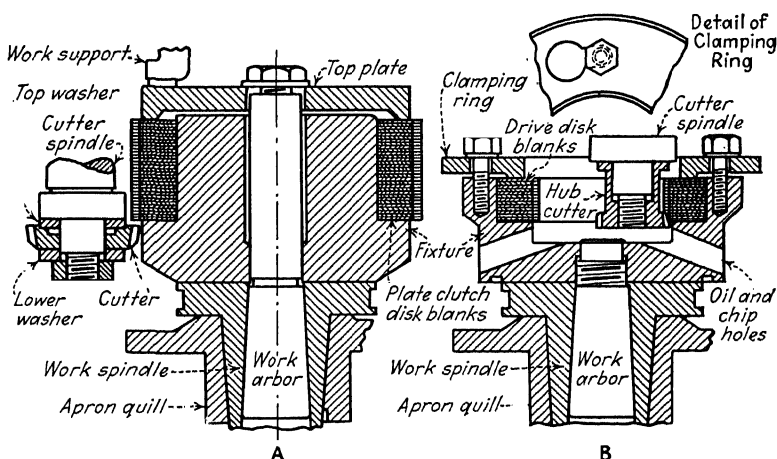 Work support
Top washer
Cutter
spindle
Top plate
Lower
washer
Cutter
Fixture
Plate clutch
disk blanks
Work spindle
Work
arbor
Apron quill
A
Detail of
Clamping
Ring
Clamping
ring
Cutter
spindle
Drive disk
blanks
Hub
cutter
Oil and
chip
holes
Work spindle
Work
arbor
Apron quill
B